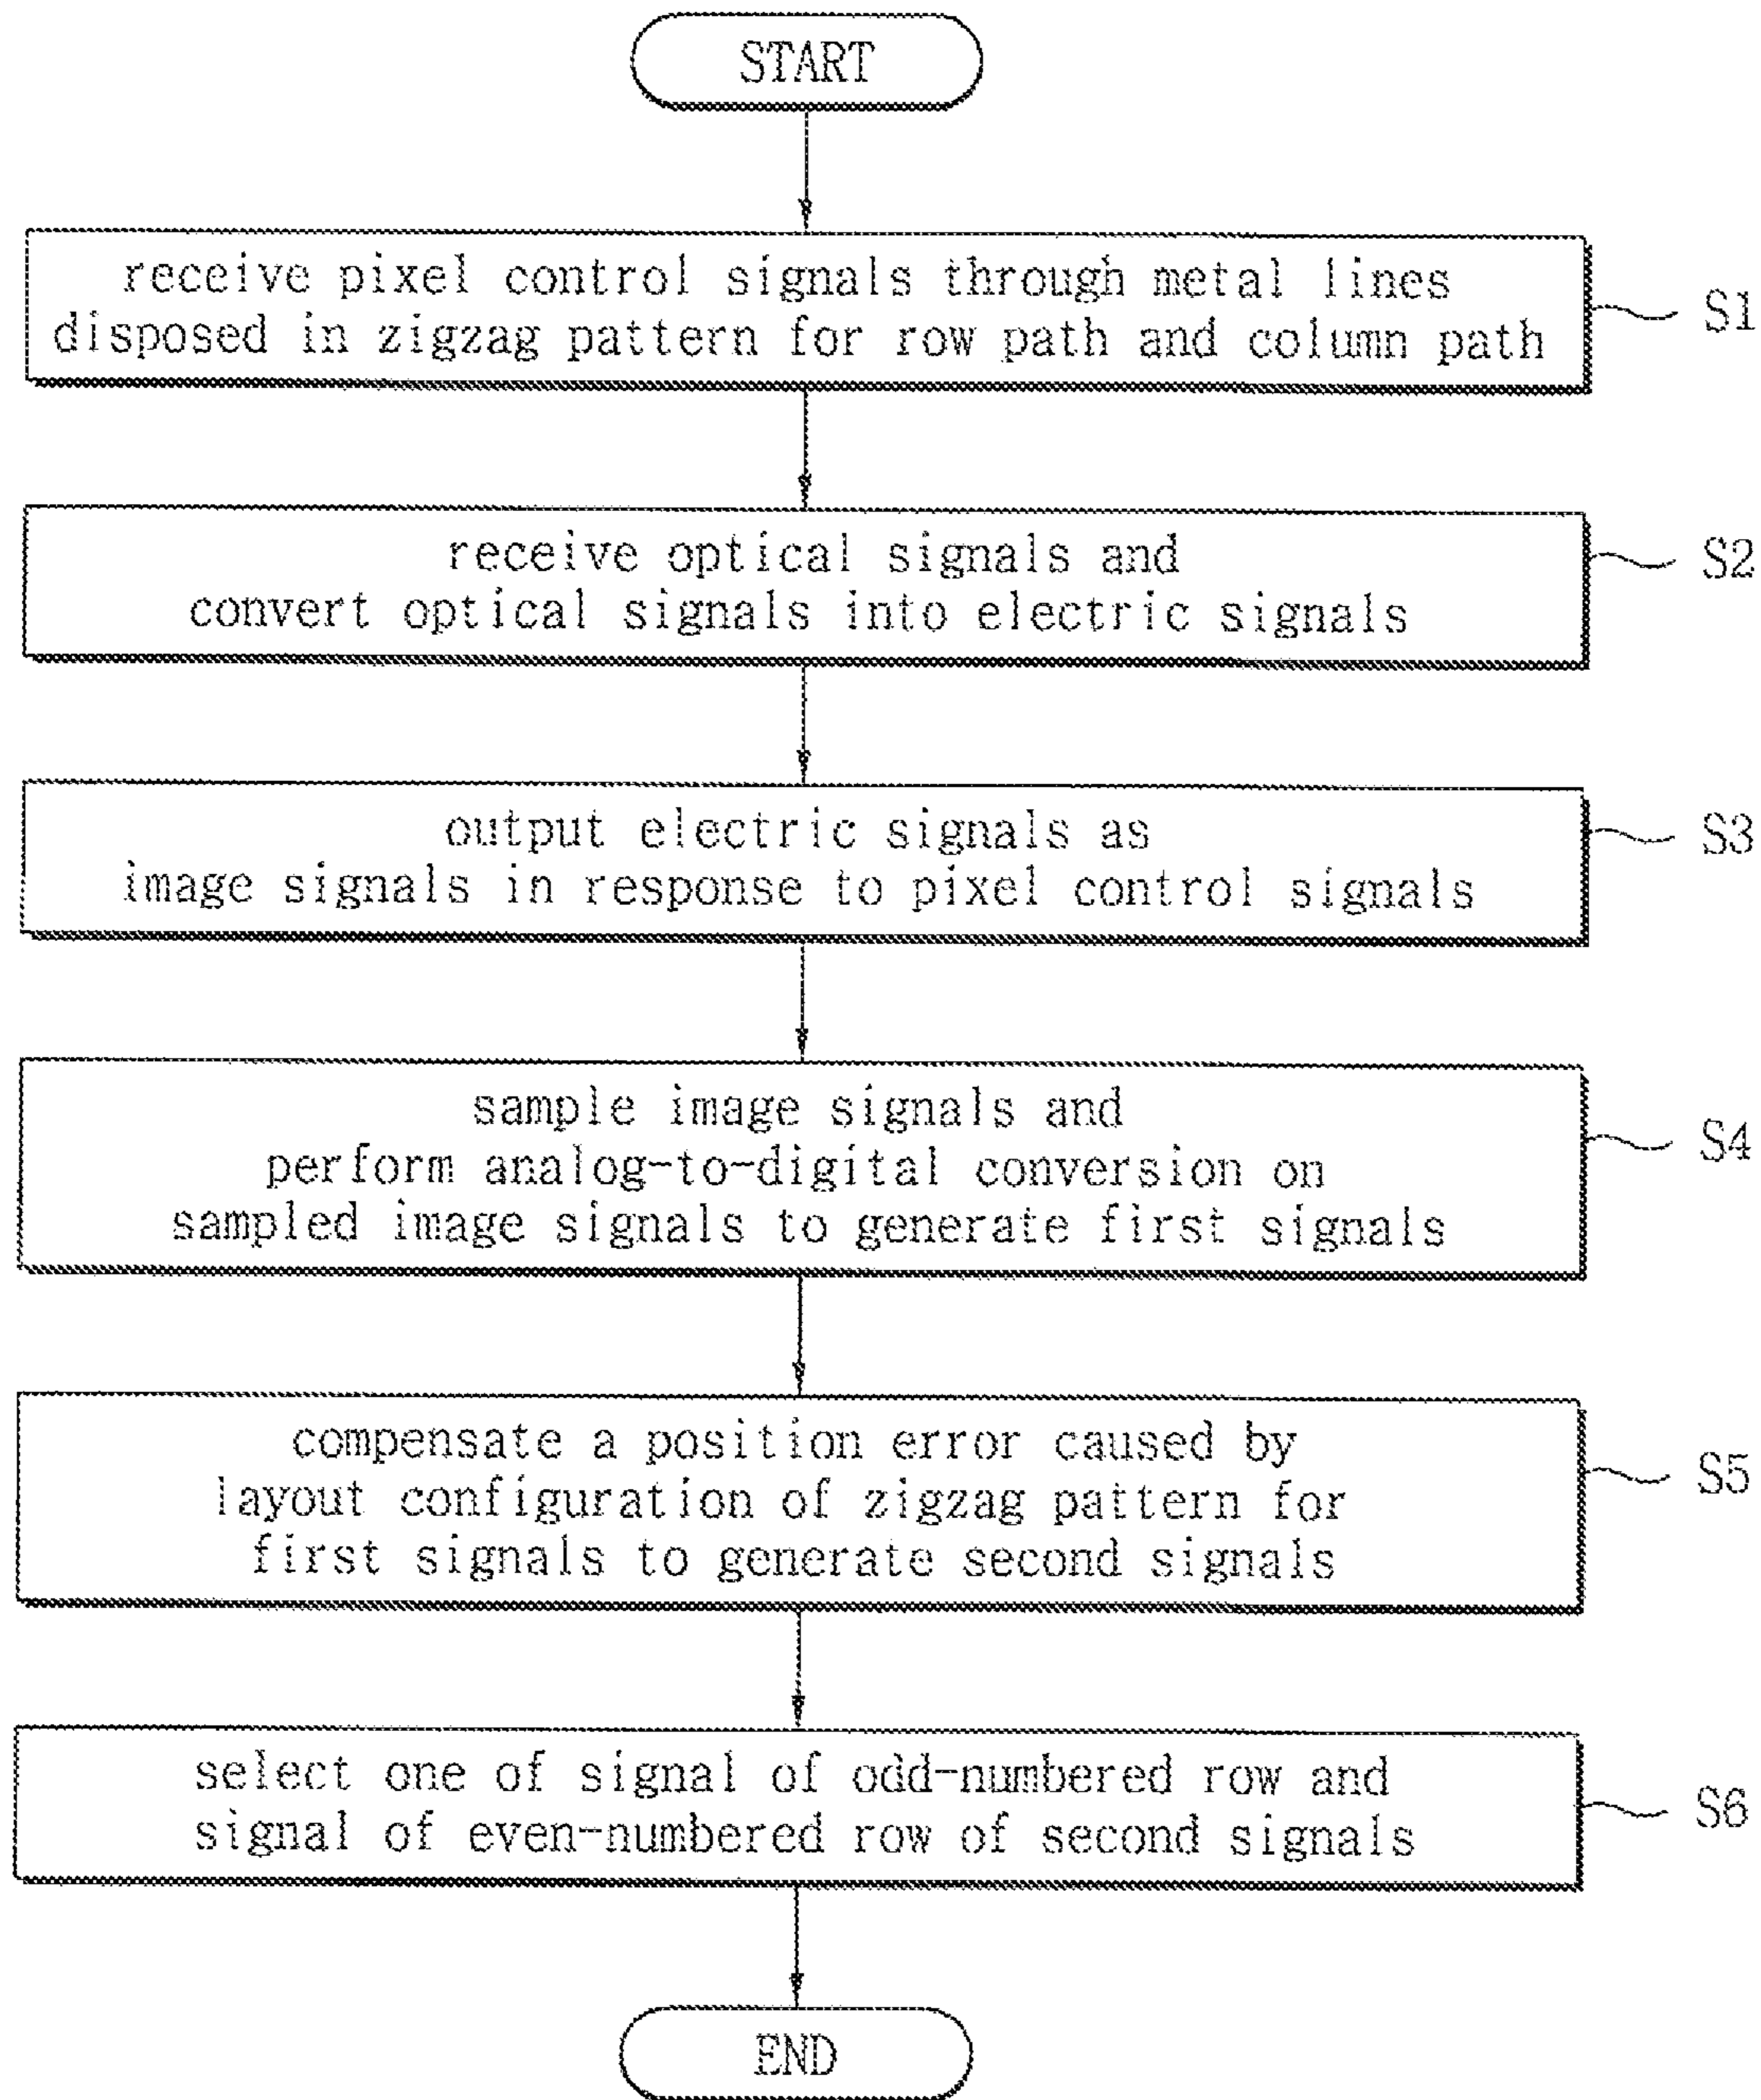 START
receive pixel control signals through metal lines
disposed in zigzag pattern for row path and column path
S1
receive optical signals and
convert optical signals into electric signals
S2
output electric signals as
image signals in response to pixel control signals
S3
sample image signals and
perform analog-to-digital conversion on
sampled image signals to generate first signals
S4
compensate a position error caused by
layout configuration of zigzag pattern for
first signals to generate second signals
S5
select one of signal of odd-numbered row and
signal of even-numbered row of second signals
S6
END